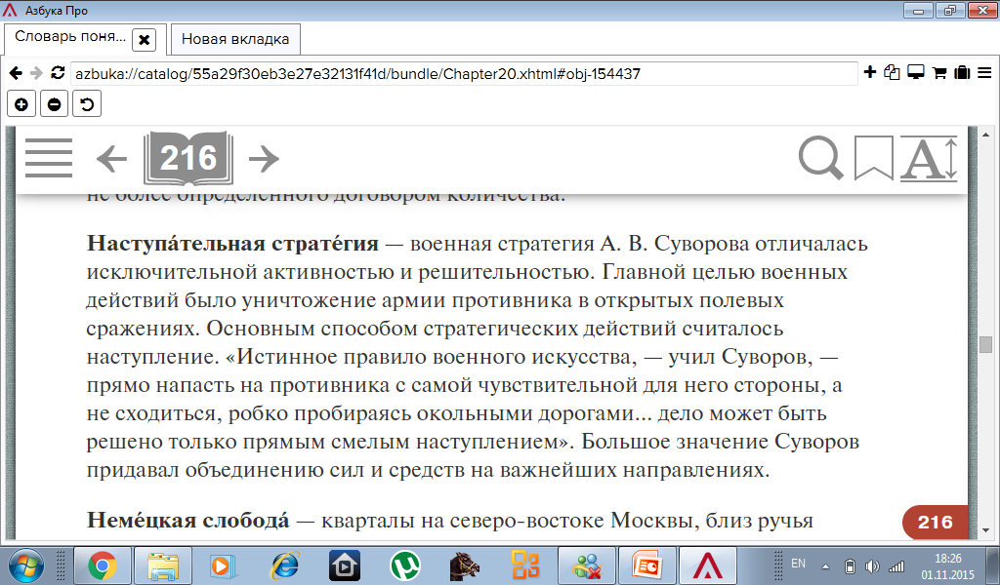 Азбука Про
Словарь поня...
Новая вкладка
azbuka://catalog/55a29f30eb3e27e32131f41d/bundle/Chapter20.xhtml#obj-154437
216
A
не более определённого договором количества.
Наступа́тельная страте́гия — военная стратегия А. В. Суворова отличалась
исключительной активностью и решительностью. Главной целью военных
действий было уничтожение армии противника в открытых полевых
сражениях. Основным способом стратегических действий считалось
наступление. «Истинное правило военного искусства, — учил Суворов, —
прямо напасть на противника с самой чувствительной для него стороны, а
не сходиться, робко пробираясь окольными дорогами... дело может быть
решено только прямым смелым наступлением». Большое значение Суворов
придавал объединению сил и средств на важнейших направлениях.
Неме́цкая слобода́ — кварталы на северо-востоке Москвы, близ ручья
216
EN
18:26
01.11.2015